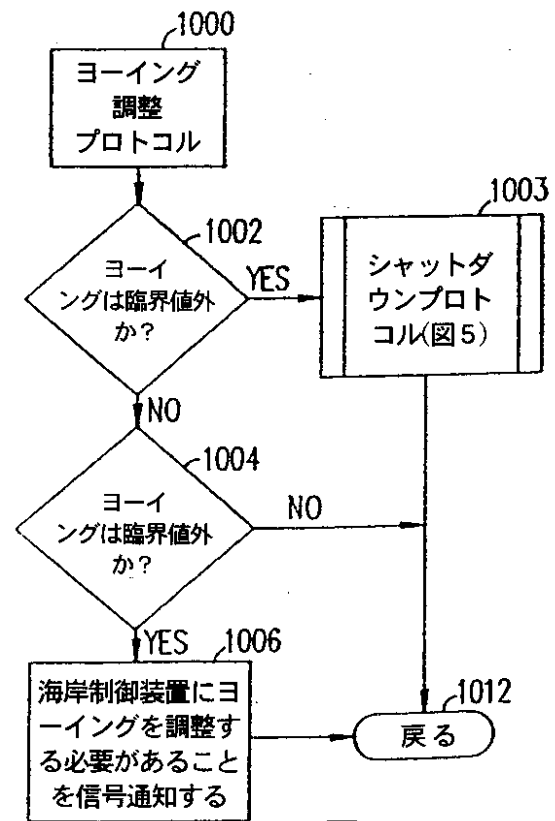 1000
ヨーイング
調整
プロトコル
1002
ヨーイ
ングは臨界値外
か?
YES
1003
シャットダ
ウンプロト
コル(図5)
NO
1004
ヨーイ
ングは臨界値外
か?
NO
YES
1006
海岸制御装置にヨ
ーイングを調整す
る必要があること
を信号通知する
1012
戻る